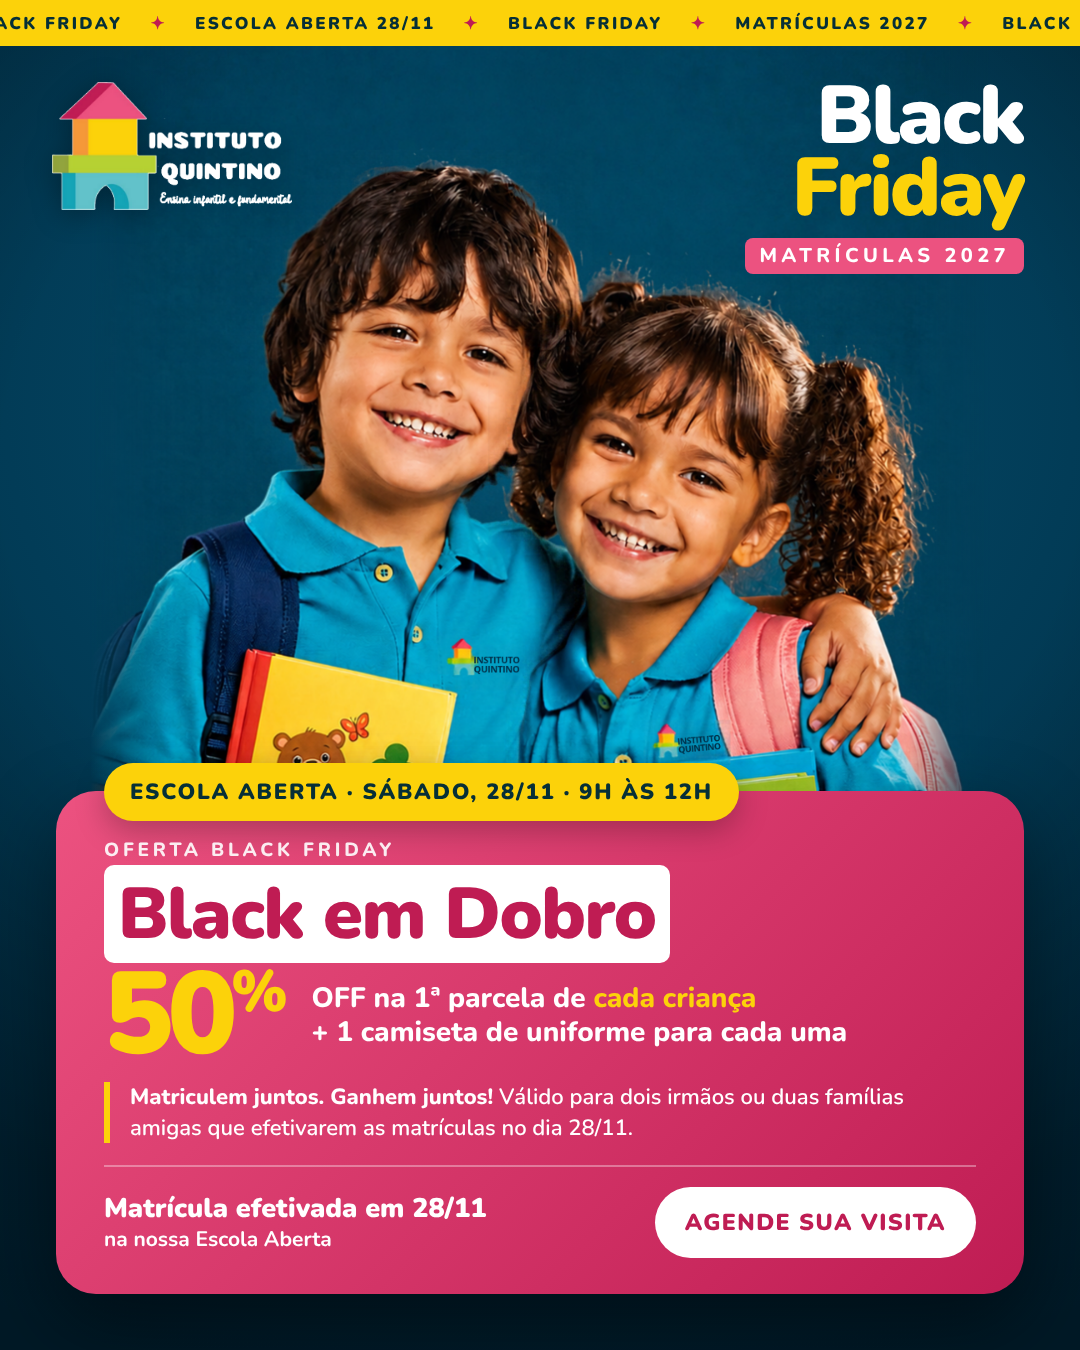 ACK FRIDAY ✦ ESCOLA ABERTA 28/11 ✦ BLACK FRIDAY ✦ MATRÍCULAS 2027 ✦ BLACK
INSTITUTO
QUINTINO
Ensino infantil e fundamental
Black
Friday
MATRÍCULAS 2027
INSTITUTO
QUINTINO
INSTITUTO
QUINTINO
ESCOLA ABERTA · SÁBADO, 28/11 · 9H ÀS 12H
OFERTA BLACK FRIDAY
Black em Dobro
50%
OFF na 1ª parcela de cada criança
+ 1 camiseta de uniforme para cada uma
Matriculem juntos. Ganhem juntos! Válido para dois irmãos ou duas famílias
amigas que efetivarem as matrículas no dia 28/11.
Matrícula efetivada em 28/11
na nossa Escola Aberta
AGENDE SUA VISITA